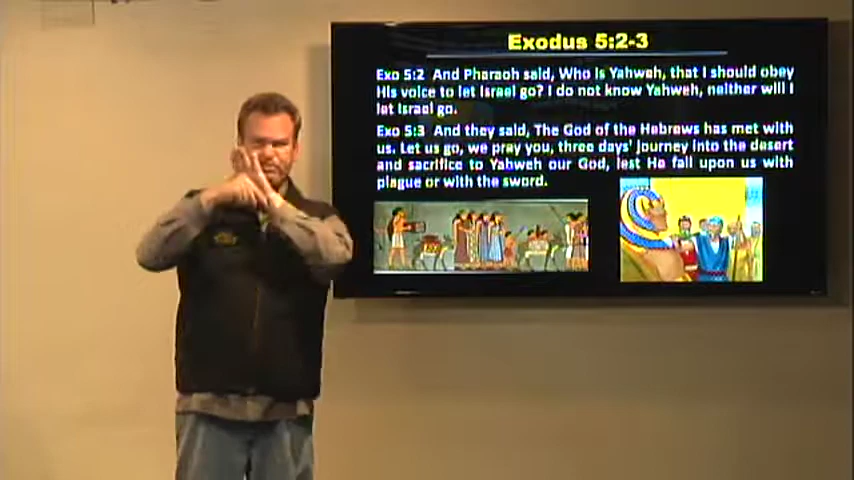 Exodus 5:2-3
Exo 5:2 And Pharaoh said, Who is Yahweh, that I should obey
His voice to let Israel go? I do not know Yahweh, neither will I
let Israel go.
Exo 5:3 And they said, The God of the Hebrews has met with
us. Let us go, we pray you, three days' journey into the desert
and sacrifice to Yahweh our God, lest He fall upon us with
plague or with the sword.